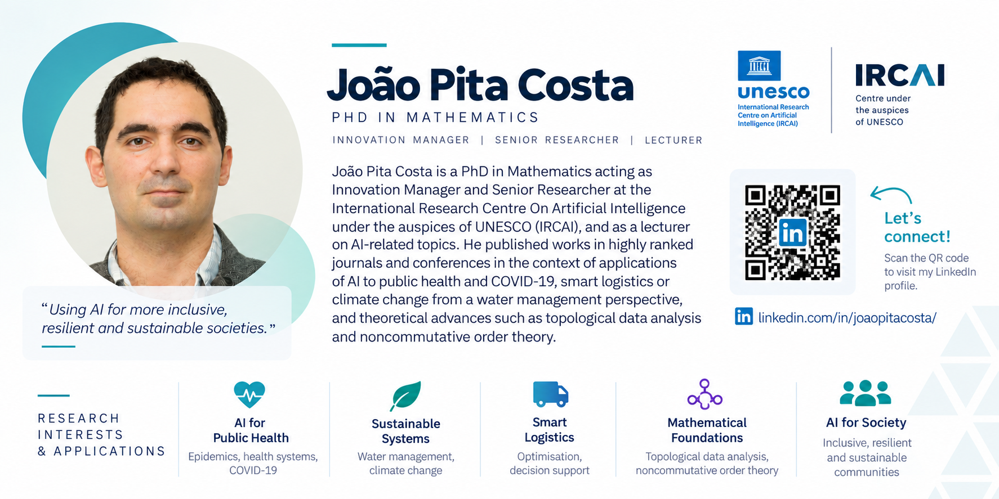 João Pita Costa
PHD IN MATHEMATICS
INNOVATION MANAGER | SENIOR RESEARCHER | LECTURER
João Pita Costa is a PhD in Mathematics acting as
Innovation Manager and Senior Researcher at the
International Research Centre On Artificial Intelligence
under the auspices of UNESCO (IRCAI), and as a lecturer
on AI-related topics. He published works in highly ranked
journals and conferences in the context of applications
of AI to public health and COVID-19, smart logistics or
climate change from a water management perspective,
and theoretical advances such as topological data analysis
and noncommutative order theory.
“Using AI for more inclusive,
resilient and sustainable societies.”
unesco
International Research
Centre on Artificial
Intelligence (IRCAI)
IRCAI
Centre under
the auspices
of UNESCO
in
Let’s
connect!
Scan the QR code
to visit my LinkedIn
profile.
in linkedin.com/in/joaopitacosta/
RESEARCH
INTERESTS
& APPLICATIONS
AI for
Public Health
Epidemics, health systems,
COVID-19
Sustainable
Systems
Water management,
climate change
Smart
Logistics
Optimisation,
decision support
Mathematical
Foundations
Topological data analysis,
noncommutative order theory
AI for Society
Inclusive, resilient
and sustainable
communities